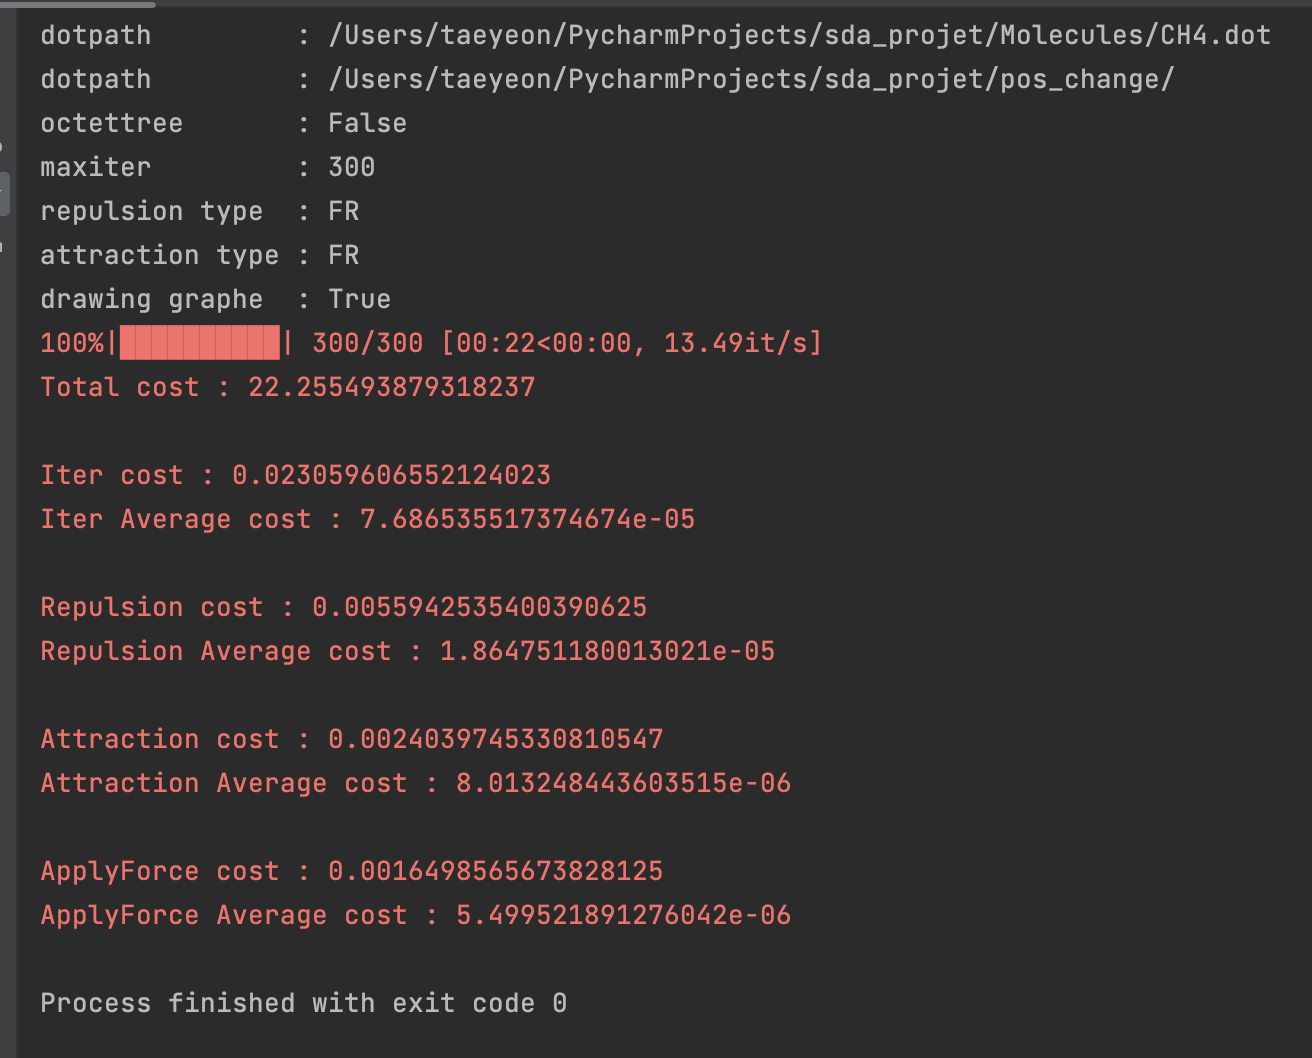 dotpath         : /Users/taeyeon/PycharmProjects/sda_projet/Molecules/CH4.dot
dotpath         : /Users/taeyeon/PycharmProjects/sda_projet/pos_change/
octettree       : False
maxiter         : 300
repulsion type  : FR
attraction type : FR
drawing graphe  : True
100%|██████████| 300/300 [00:22<00:00, 13.49it/s]
Total cost : 22.255493879318237

Iter cost : 0.023059606552124023
Iter Average cost : 7.686535517374674e-05

Repulsion cost : 0.0055942535400390625
Repulsion Average cost : 1.864751180013021e-05

Attraction cost : 0.0024039745330810547
Attraction Average cost : 8.013248443603515e-06

ApplyForce cost : 0.0016498565673828125
ApplyForce Average cost : 5.499521891276042e-06

Process finished with exit code 0